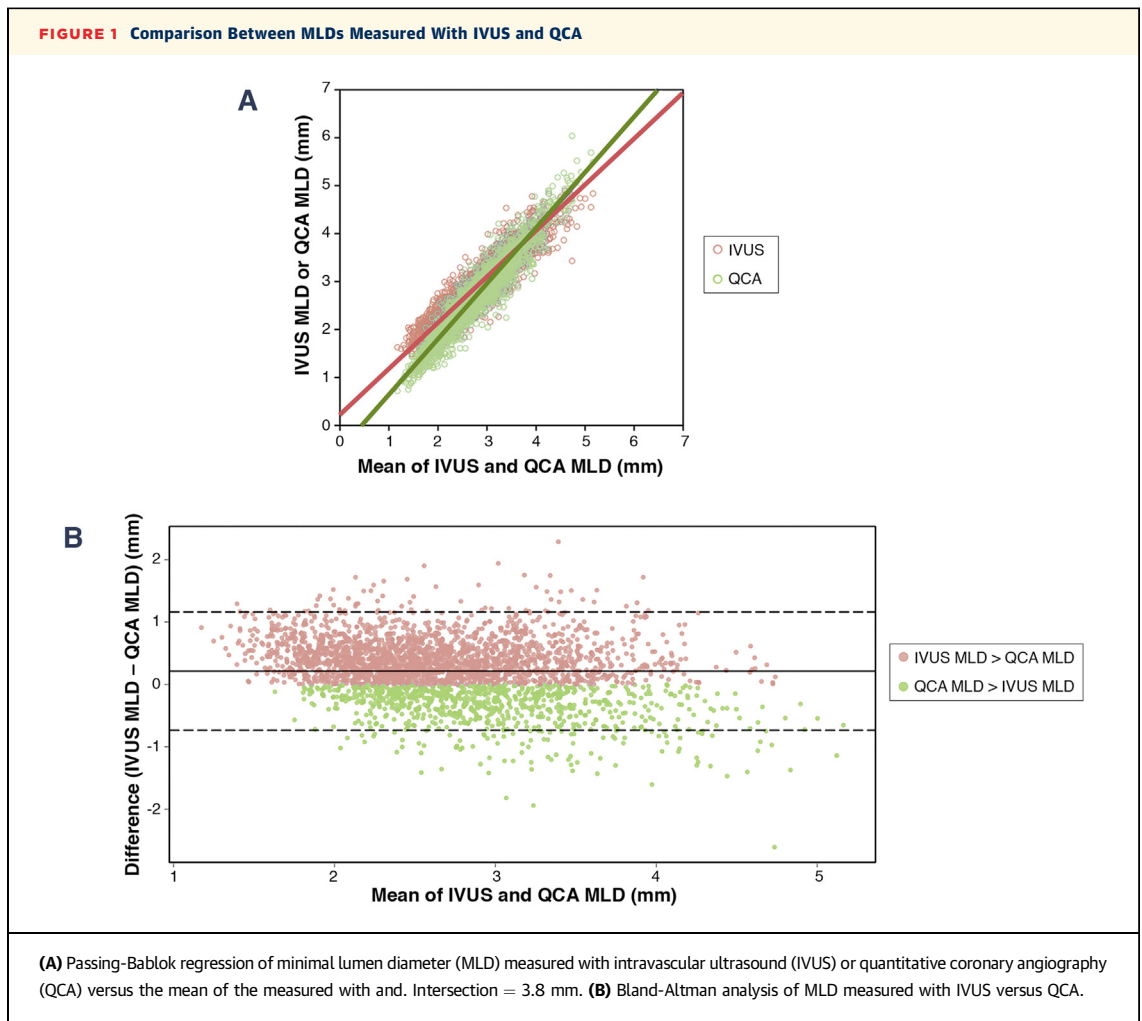 FIGURE 1 Comparison Between MLDs Measured With IVUS and QCA
A
IVUS MLD or QCA MLD (mm)
7
6
5
4
3
2
1
0
0 1 2 3 4 5 6 7
Mean of IVUS and QCA MLD (mm)
IVUS
QCA
B
Difference (IVUS MLD – QCA MLD) (mm)
2
1
0
-1
-2
1 2 3 4 5
Mean of IVUS and QCA MLD (mm)
IVUS MLD > QCA MLD
QCA MLD > IVUS MLD
(A) Passing-Bablok regression of minimal lumen diameter (MLD) measured with intravascular ultrasound (IVUS) or quantitative coronary angiography
(QCA) versus the mean of the measured with and. Intersection = 3.8 mm. (B) Bland-Altman analysis of MLD measured with IVUS versus QCA.